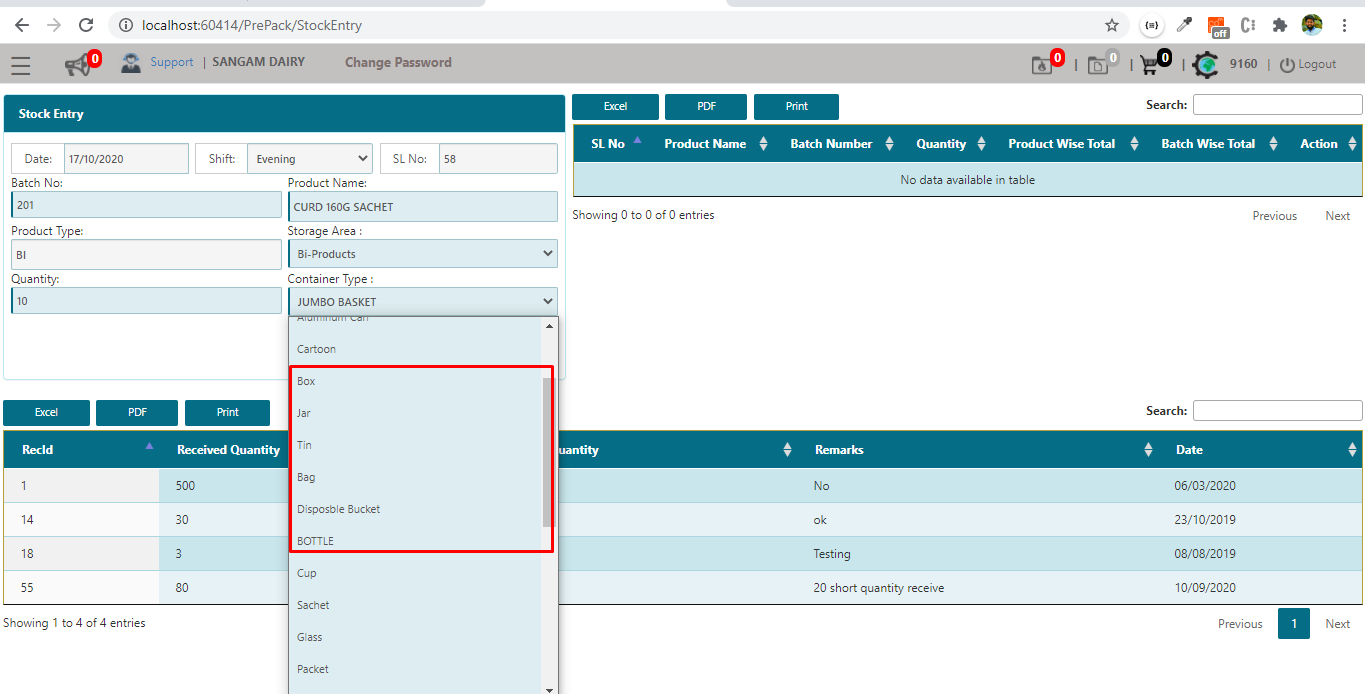 localhost:60414/PrePack/StockEntry
off
0 Support | SANGAM DAIRY Change Password 0 | 0 | 0 | 9160 | Logout
Stock Entry
Date: 17/10/2020 Shift: Evening SL No: 58
Batch No: Product Name:
201 CURD 160G SACHET
Product Type: Storage Area :
BI Bi-Products
Quantity: Container Type :
10 JUMBO BASKET
Aluminum Can
Cartoon
Box
Jar
Tin
Bag
Disposble Bucket
BOTTLE
Cup
Sachet
Glass
Packet
Excel PDF Print Search:
SL No Product Name Batch Number Quantity Product Wise Total Batch Wise Total Action
No data available in table
Showing 0 to 0 of 0 entries Previous Next
Excel PDF Print Search:
RecId Received Quantity uantity Remarks Date
1 500 No 06/03/2020
14 30 ok 23/10/2019
18 3 Testing 08/08/2019
55 80 20 short quantity receive 10/09/2020
Showing 1 to 4 of 4 entries Previous 1 Next